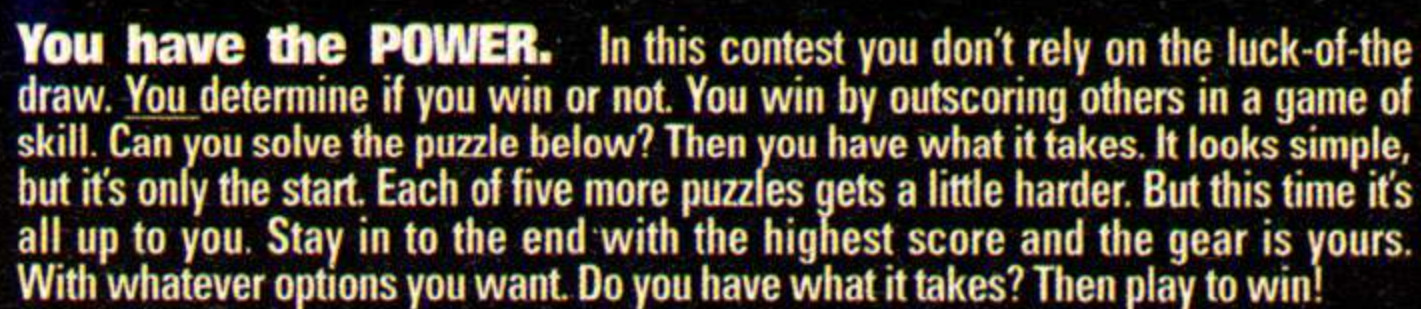 You have the POWER. In this contest you don't rely on the luck-of-the
draw. You determine if you win or not. You win by outscoring others in a game of
skill. Can you solve the puzzle below? Then you have what it takes. It looks simple,
but it's only the start. Each of five more puzzles gets a little harder. But this time it's
all up to you. Stay in to the end with the highest score and the gear is yours.
With whatever options you want. Do you have what it takes? Then play to win!